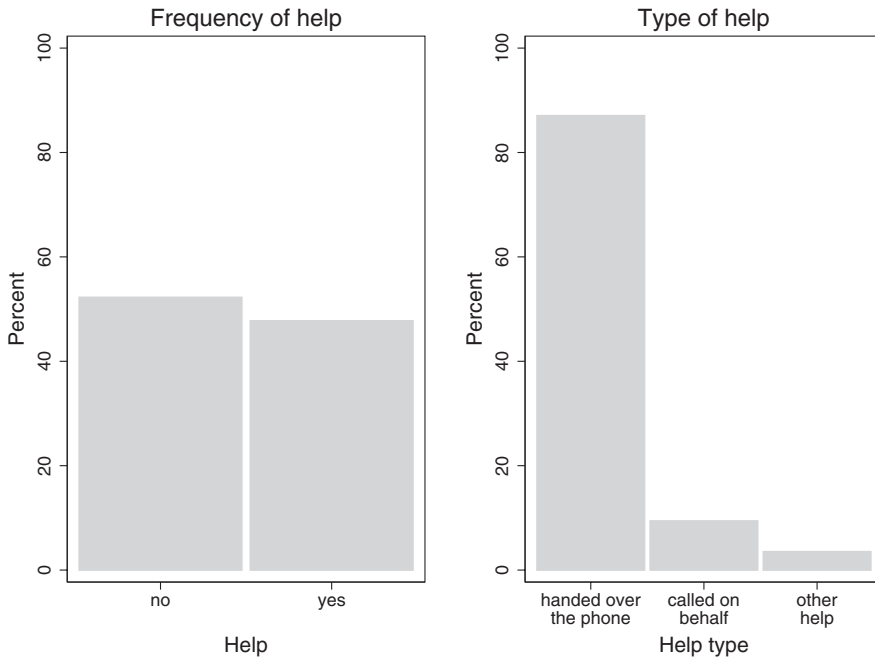 Frequency of help
Percent
100
80
60
40
20
0
no
yes
Help
Type of help
Percent
100
80
60
40
20
0
handed over
the phone
called on
behalf
other
help
Help type